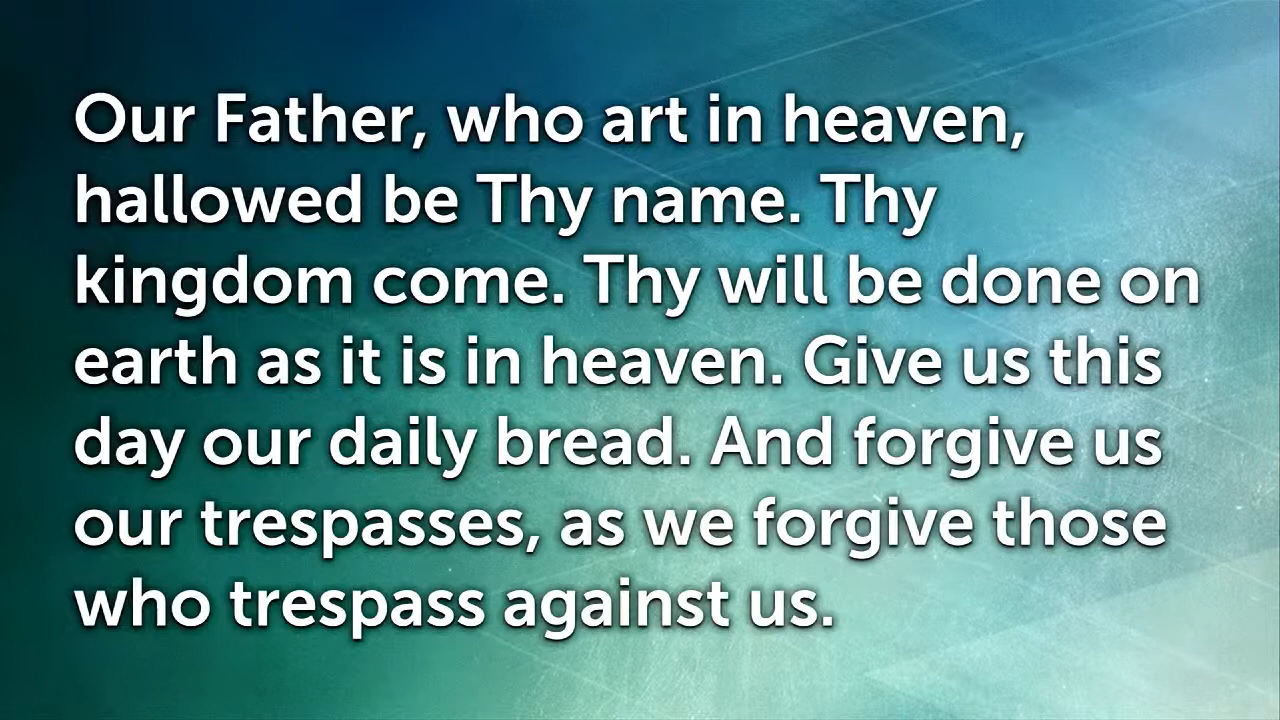 Our Father, who art in heaven,
hallowed be Thy name. Thy
kingdom come. Thy will be done on
earth as it is in heaven. Give us this
day our daily bread. And forgive us
our trespasses, as we forgive those
who trespass against us.